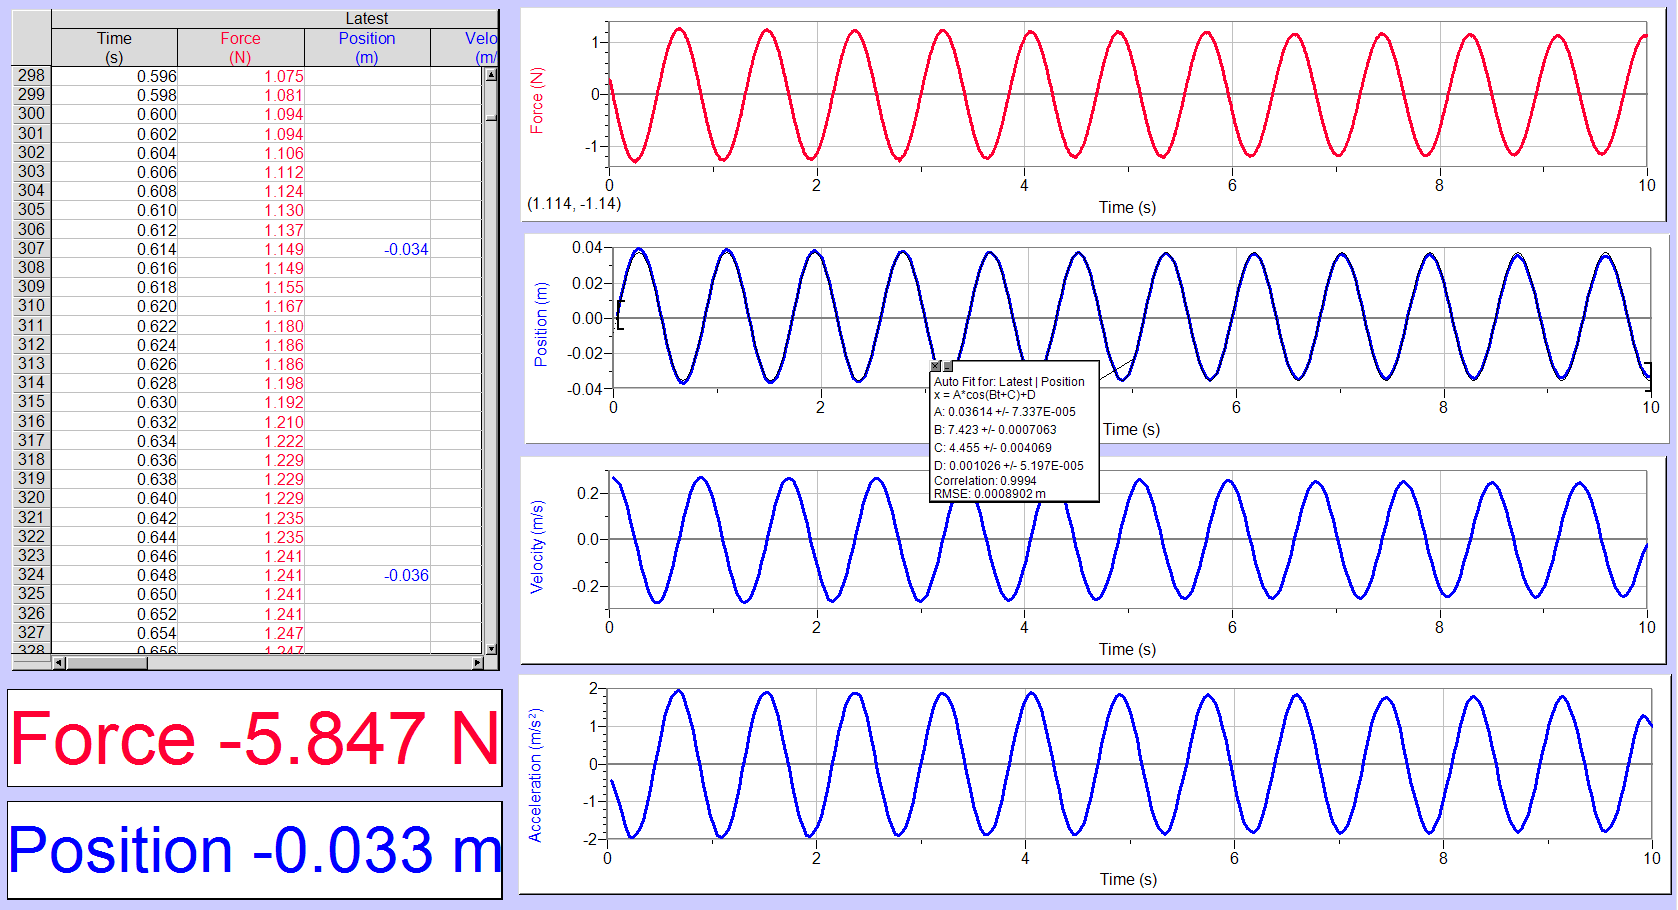 Latest
Time Force Position Velo
(s) (N) (m) (m/
298 0.596 1.075
299 0.598 1.081
300 0.600 1.094
301 0.602 1.094
302 0.604 1.106
303 0.606 1.112
304 0.608 1.124
305 0.610 1.130
306 0.612 1.137
307 0.614 1.149 -0.034
308 0.616 1.149
309 0.618 1.155
310 0.620 1.167
311 0.622 1.180
312 0.624 1.186
313 0.626 1.186
314 0.628 1.198
315 0.630 1.192
316 0.632 1.210
317 0.634 1.222
318 0.636 1.229
319 0.638 1.229
320 0.640 1.229
321 0.642 1.235
322 0.644 1.235
323 0.646 1.241
324 0.648 1.241 -0.036
325 0.650 1.241
326 0.652 1.241
327 0.654 1.247
328 0.656 1.247
Force -5.847 N
Position -0.033 m
Force (N)
1
0
-1
0 2 4 6 8 10
(1.114, -1.14)
Time (s)
Position (m)
0.04
0.02
0.00
-0.02
-0.04
0 2 6 8 10
Time (s)
Auto Fit for: Latest | Position
x = A*cos(Bt+C)+D
A: 0.03614 +/- 7.337E-005
B: 7.423 +/- 0.0007063
C: 4.455 +/- 0.004069
D: 0.001026 +/- 5.197E-005
Correlation: 0.9994
RMSE: 0.0008902 m
Velocity (m/s)
0.2
0.0
-0.2
0 2 4 6 8 10
Time (s)
Acceleration (m/s²)
2
1
0
-1
-2
0 2 4 6 8 10
Time (s)